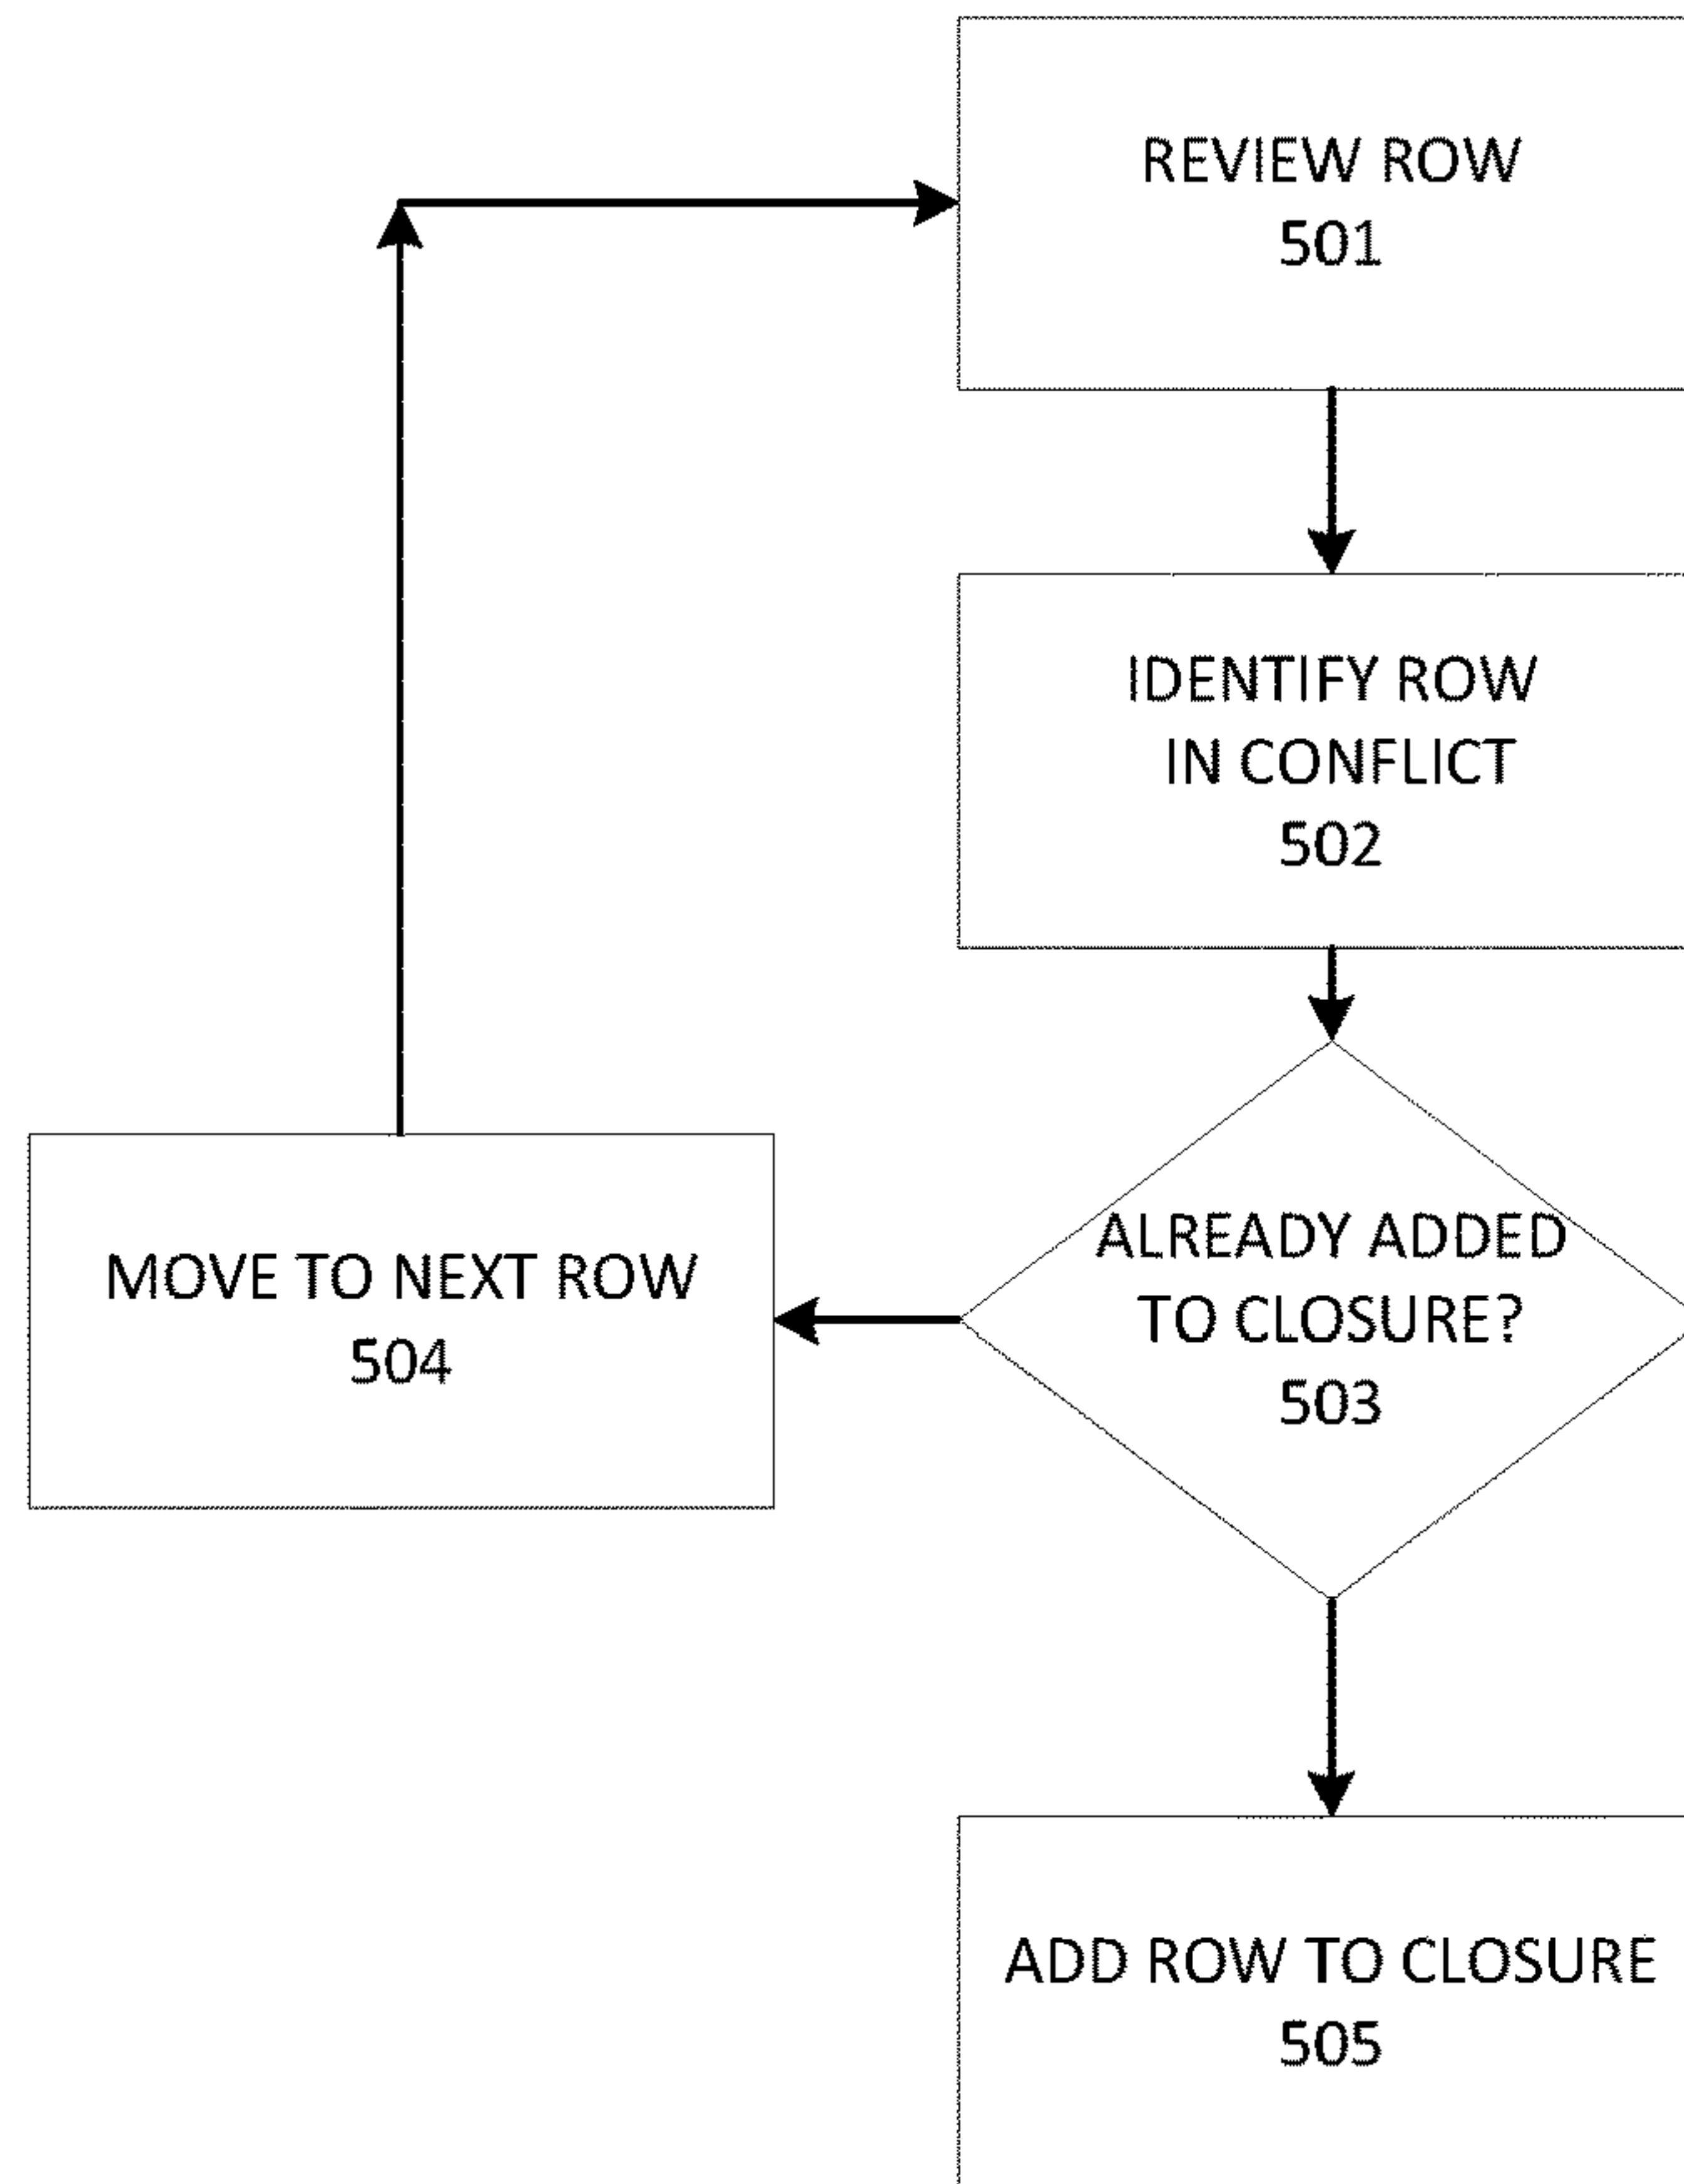 REVIEW ROW
501
IDENTIFY ROW
IN CONFLICT
502
ALREADY ADDED
TO CLOSURE?
503
MOVE TO NEXT ROW
504
ADD ROW TO CLOSURE
505